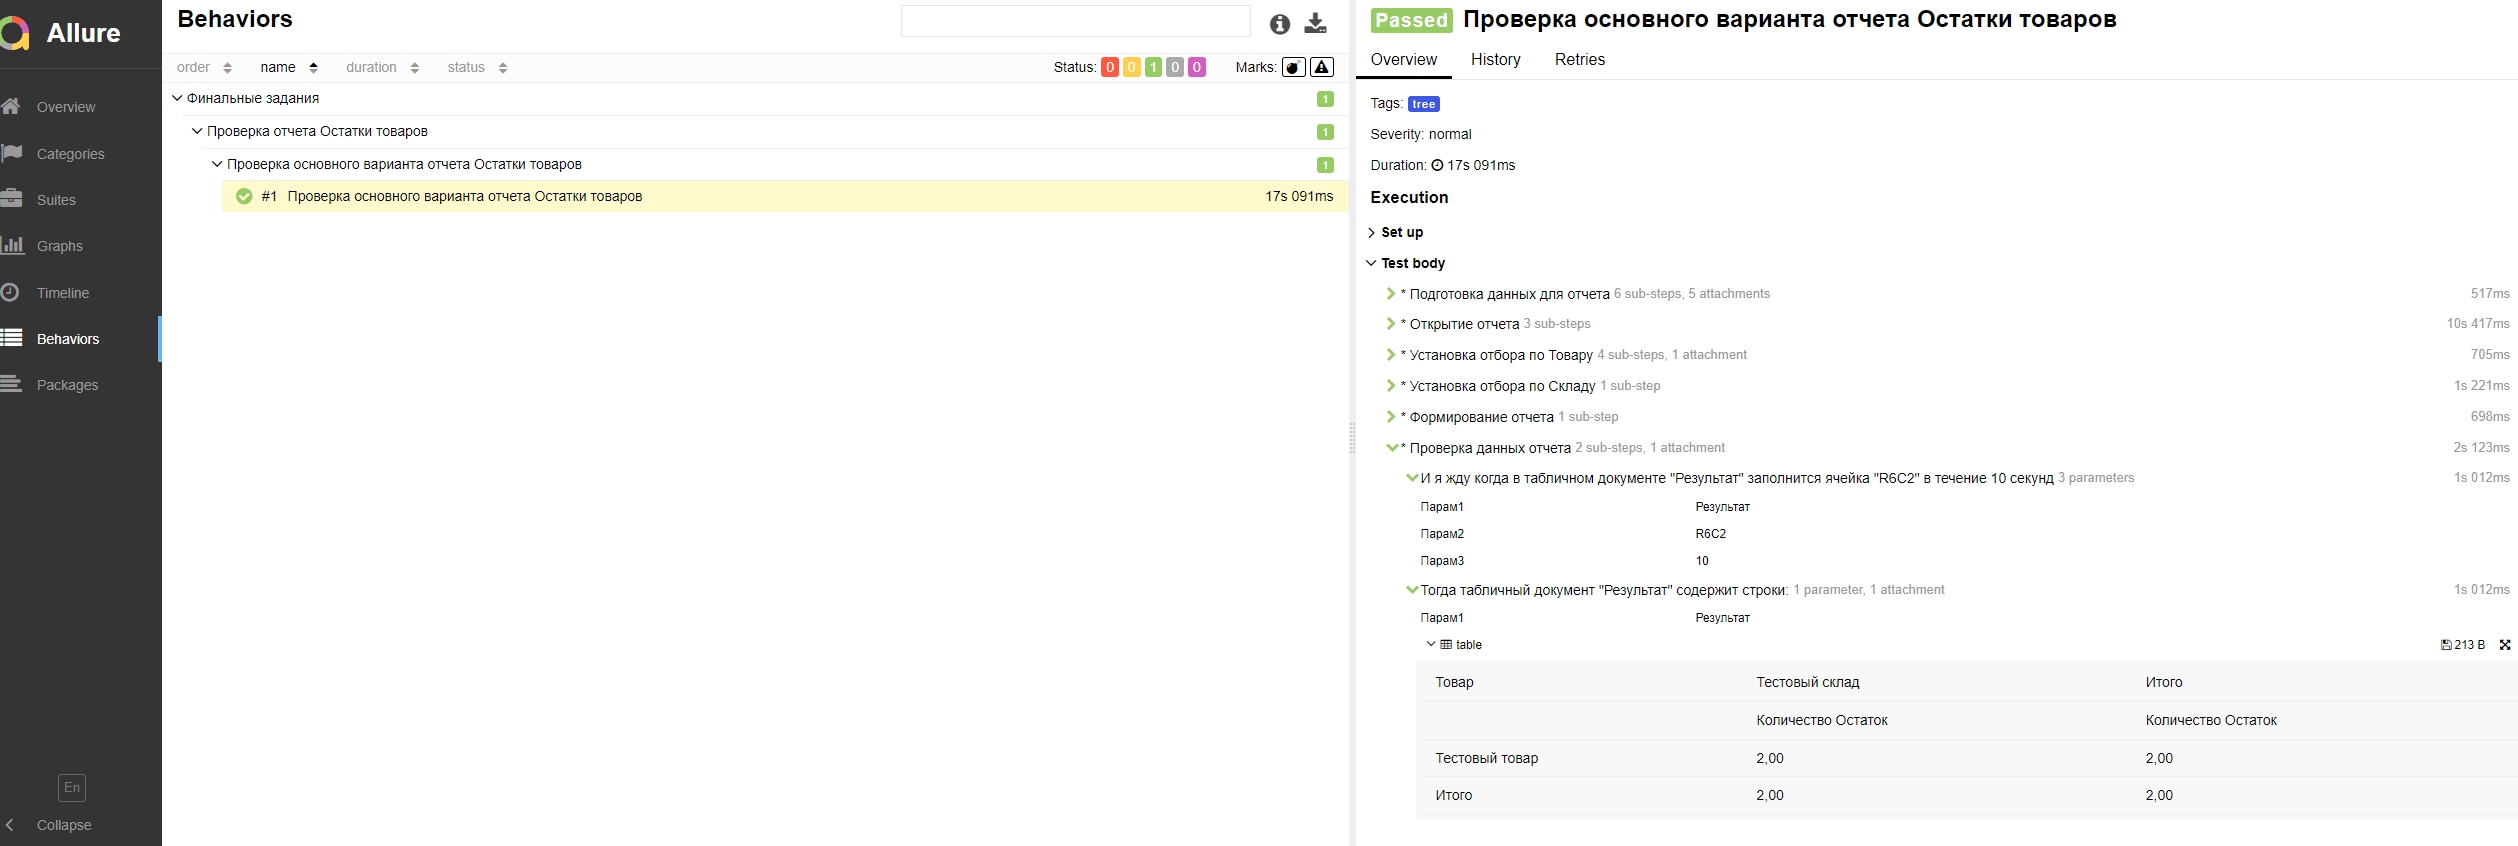 Allure
Overview
Categories
Suites
Graphs
Timeline
Behaviors
Packages
En
Collapse
Behaviors
order name duration status Status: 0 0 1 0 0 Marks:
Финальные задания 1
Проверка отчета Остатки товаров 1
Проверка основного варианта отчета Остатки товаров 1
#1 Проверка основного варианта отчета Остатки товаров 17s 091ms
Passed Проверка основного варианта отчета Остатки товаров
Overview History Retries
Tags: tree
Severity: normal
Duration: 17s 091ms
Execution
Set up
Test body
* Подготовка данных для отчета 6 sub-steps, 5 attachments 517ms
* Открытие отчета 3 sub-steps 10s 417ms
* Установка отбора по Товару 4 sub-steps, 1 attachment 705ms
* Установка отбора по Складу 1 sub-step 1s 221ms
* Формирование отчета 1 sub-step 698ms
* Проверка данных отчета 2 sub-steps, 1 attachment 2s 123ms
И я жду когда в табличном документе "Результат" заполнится ячейка "R6C2" в течение 10 секунд 3 parameters 1s 012ms
Парам1 Результат
Парам2 R6C2
Парам3 10
Тогда табличный документ "Результат" содержит строки: 1 parameter, 1 attachment 1s 012ms
Парам1 Результат
table 213 B
Товар Тестовый склад Итого
Количество Остаток Количество Остаток
Тестовый товар 2,00 2,00
Итого 2,00 2,00